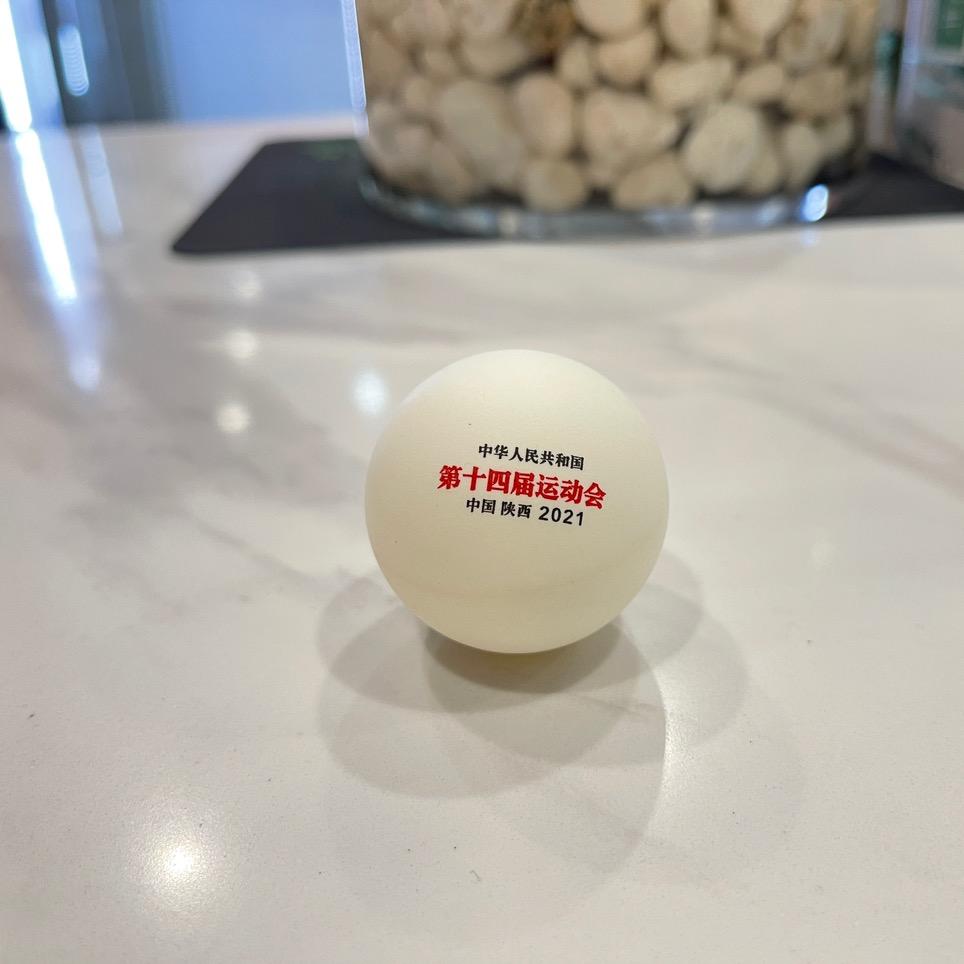 中华人民共和国
第十四届运动会
中国 陕西 2021